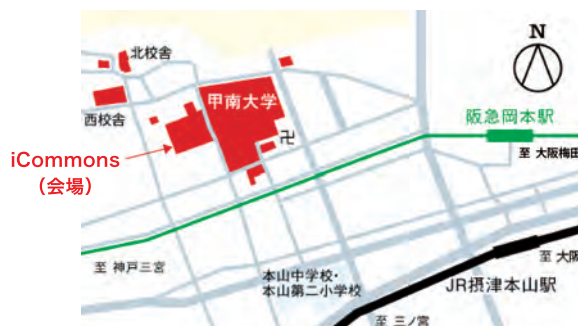 北校舎
N
甲南大学
西校舎
卍
阪急岡本駅
至 大阪梅田
iCommons
（会場）
至 神戸三宮
本山中学校・
本山第二小学校
至 大阪
JR摂津本山駅
至 三ノ宮